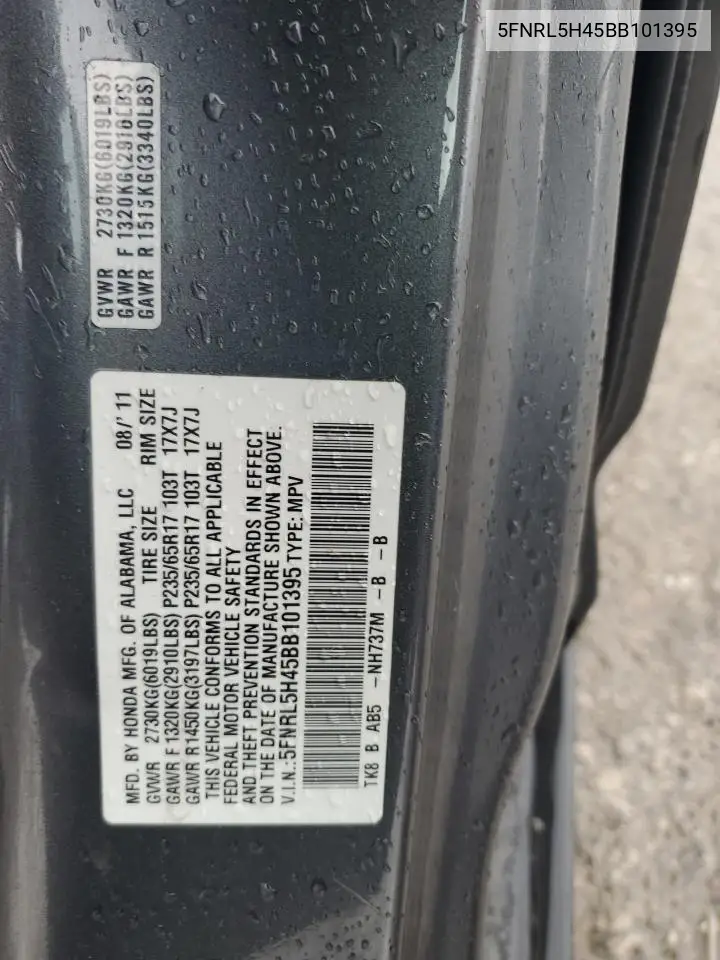 5FNRL5H45BB101395
GVWR 2730KG(6019LBS)
GAWR F 1320KG(2910LBS)
GAWR R 1515KG(3340LBS)
MFD. BY HONDA MFG. OF ALABAMA, LLC 08/'11
GVWR 2730KG(6019LBS) TIRE SIZE RIM SIZE
GAWR F 1320KG(2910LBS) P235/65R17 103T 17X7J
GAWR R1450KG(3197LBS) P235/65R17 103T 17X7J
THIS VEHICLE CONFORMS TO ALL APPLICABLE
FEDERAL MOTOR VEHICLE SAFETY
AND THEFT PREVENTION STANDARDS IN EFFECT
ON THE DATE OF MANUFACTURE SHOWN ABOVE.
V.I.N.:5FNRL5H45BB101395 TYPE: MPV
TK8 B AB5 -NH737M -B -B